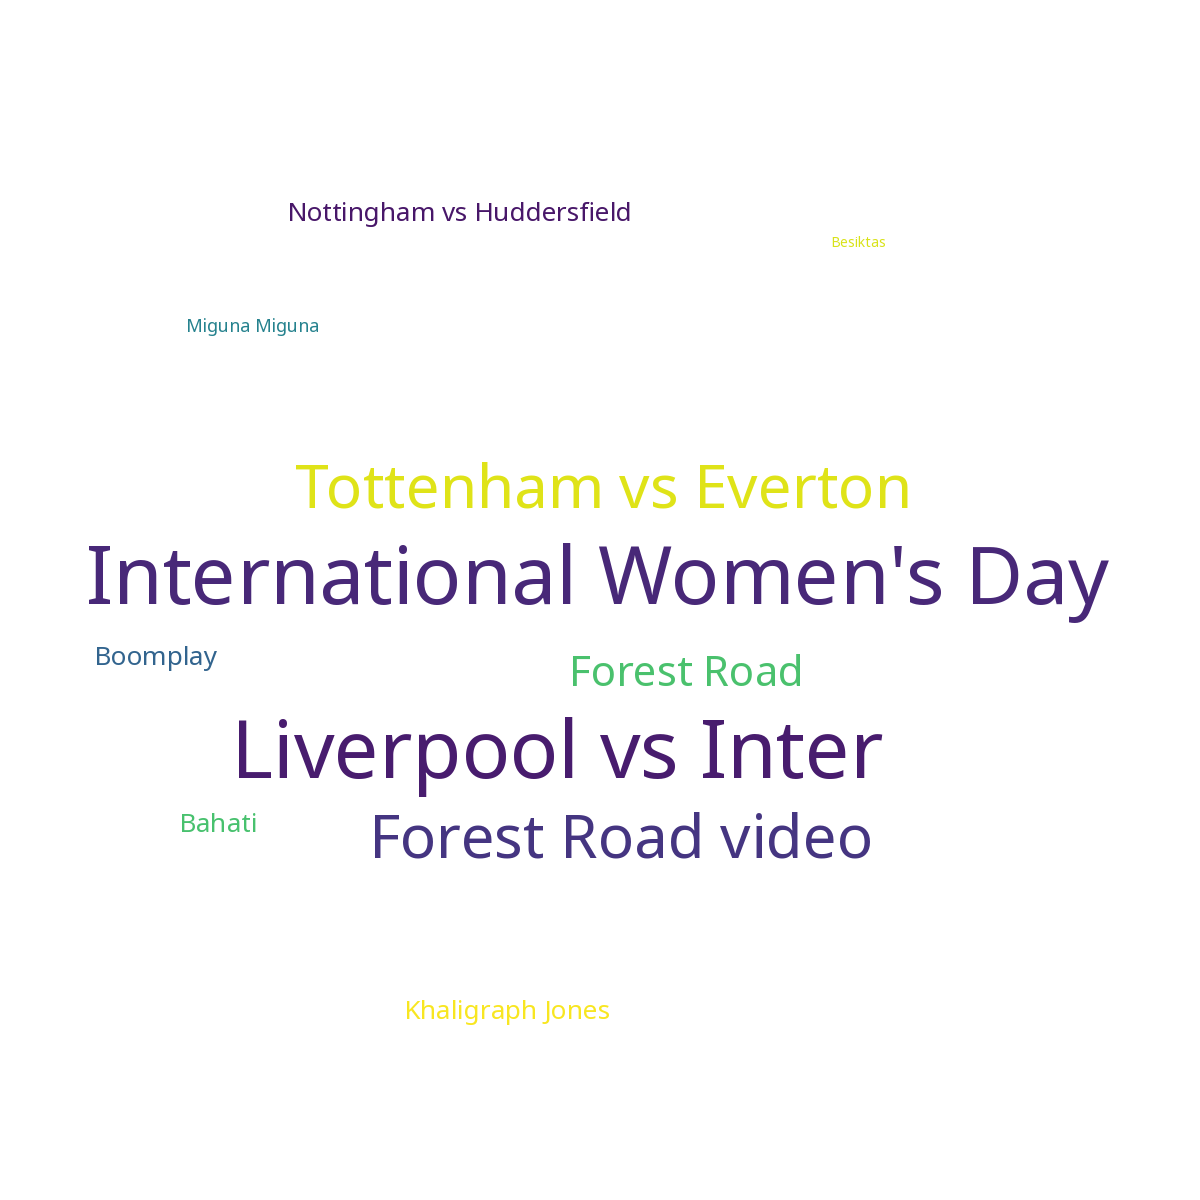 Nottingham vs Huddersfield
Besiktas
Miguna Miguna
Tottenham vs Everton
International Women's Day
Boomplay
Forest Road
Liverpool vs Inter
Bahati
Forest Road video
Khaligraph Jones